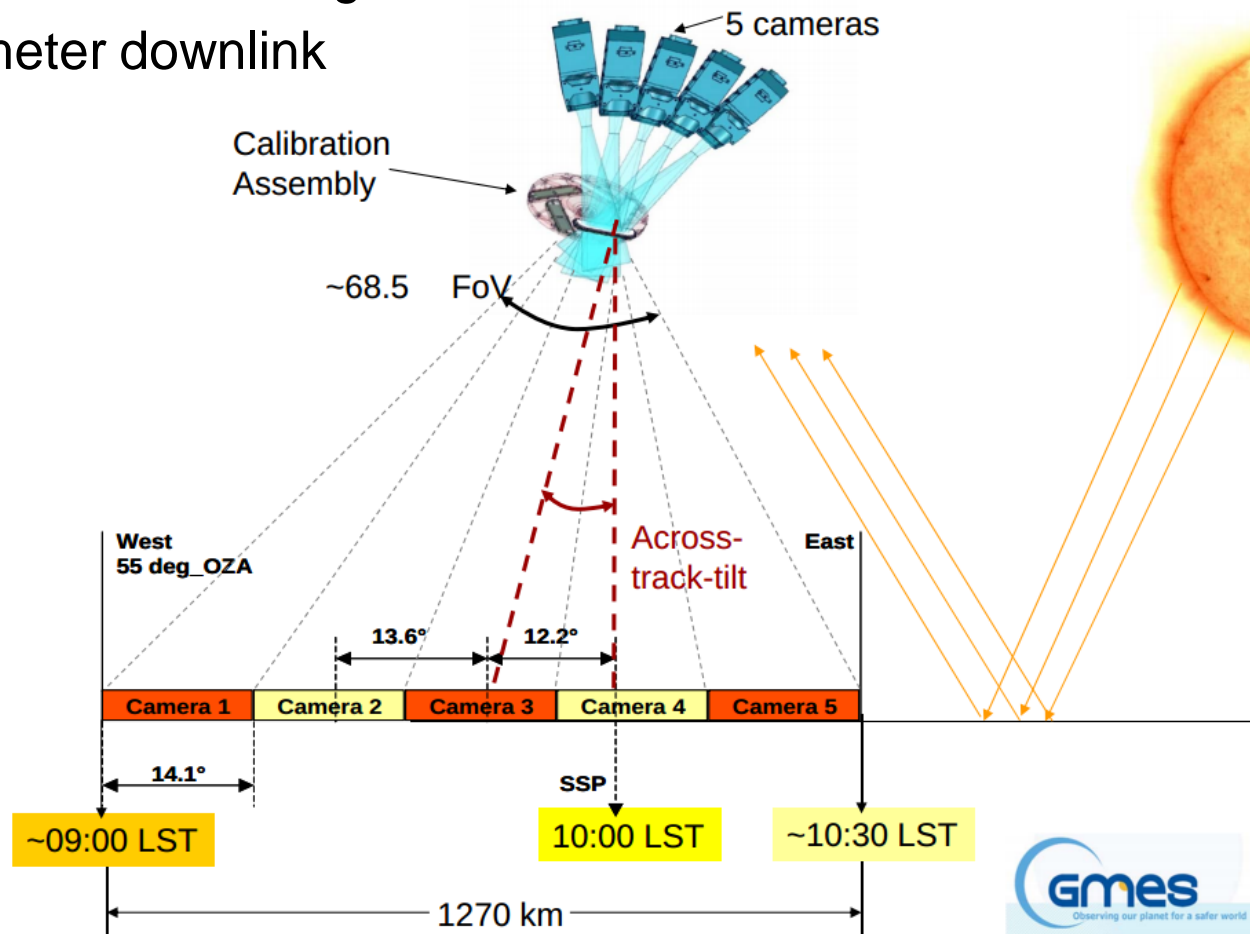 meter downlink
5 cameras
Calibration
Assembly
~68.5 FoV
Across-
track-tilt
West
55 deg_OZA
East
13.6°
12.2°
Camera 1
Camera 2
Camera 3
Camera 4
Camera 5
14.1°
SSP
~09:00 LST
10:00 LST
~10:30 LST
1270 km
GMES
Observing our planet for a safer world